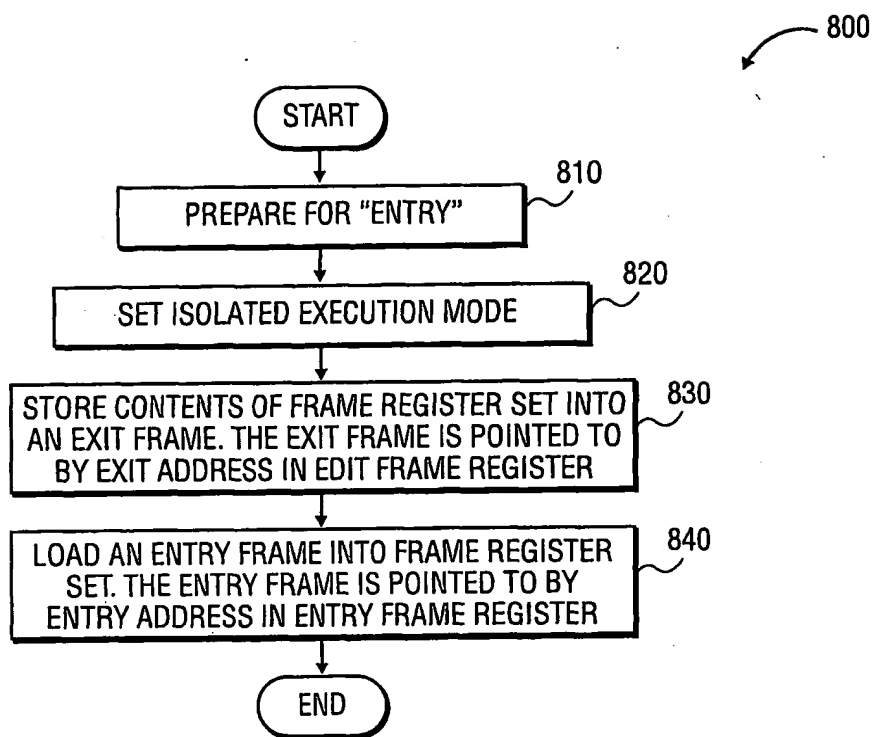 800
START
PREPARE FOR “ENTRY”
810
SET ISOLATED EXECUTION MODE
820
STORE CONTENTS OF FRAME REGISTER SET INTO
AN EXIT FRAME. THE EXIT FRAME IS POINTED TO
BY EXIT ADDRESS IN EDIT FRAME REGISTER
830
LOAD AN ENTRY FRAME INTO FRAME REGISTER
SET. THE ENTRY FRAME IS POINTED TO BY
ENTRY ADDRESS IN ENTRY FRAME REGISTER
840
END